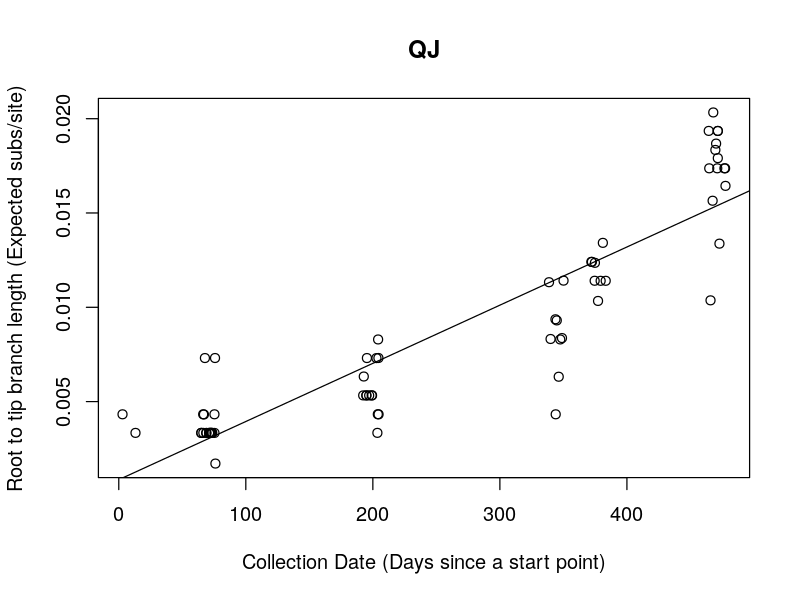 QJ
Root to tip branch length (Expected subs/site)
0.020
0.015
0.010
0.005
0 100 200 300 400
Collection Date (Days since a start point)